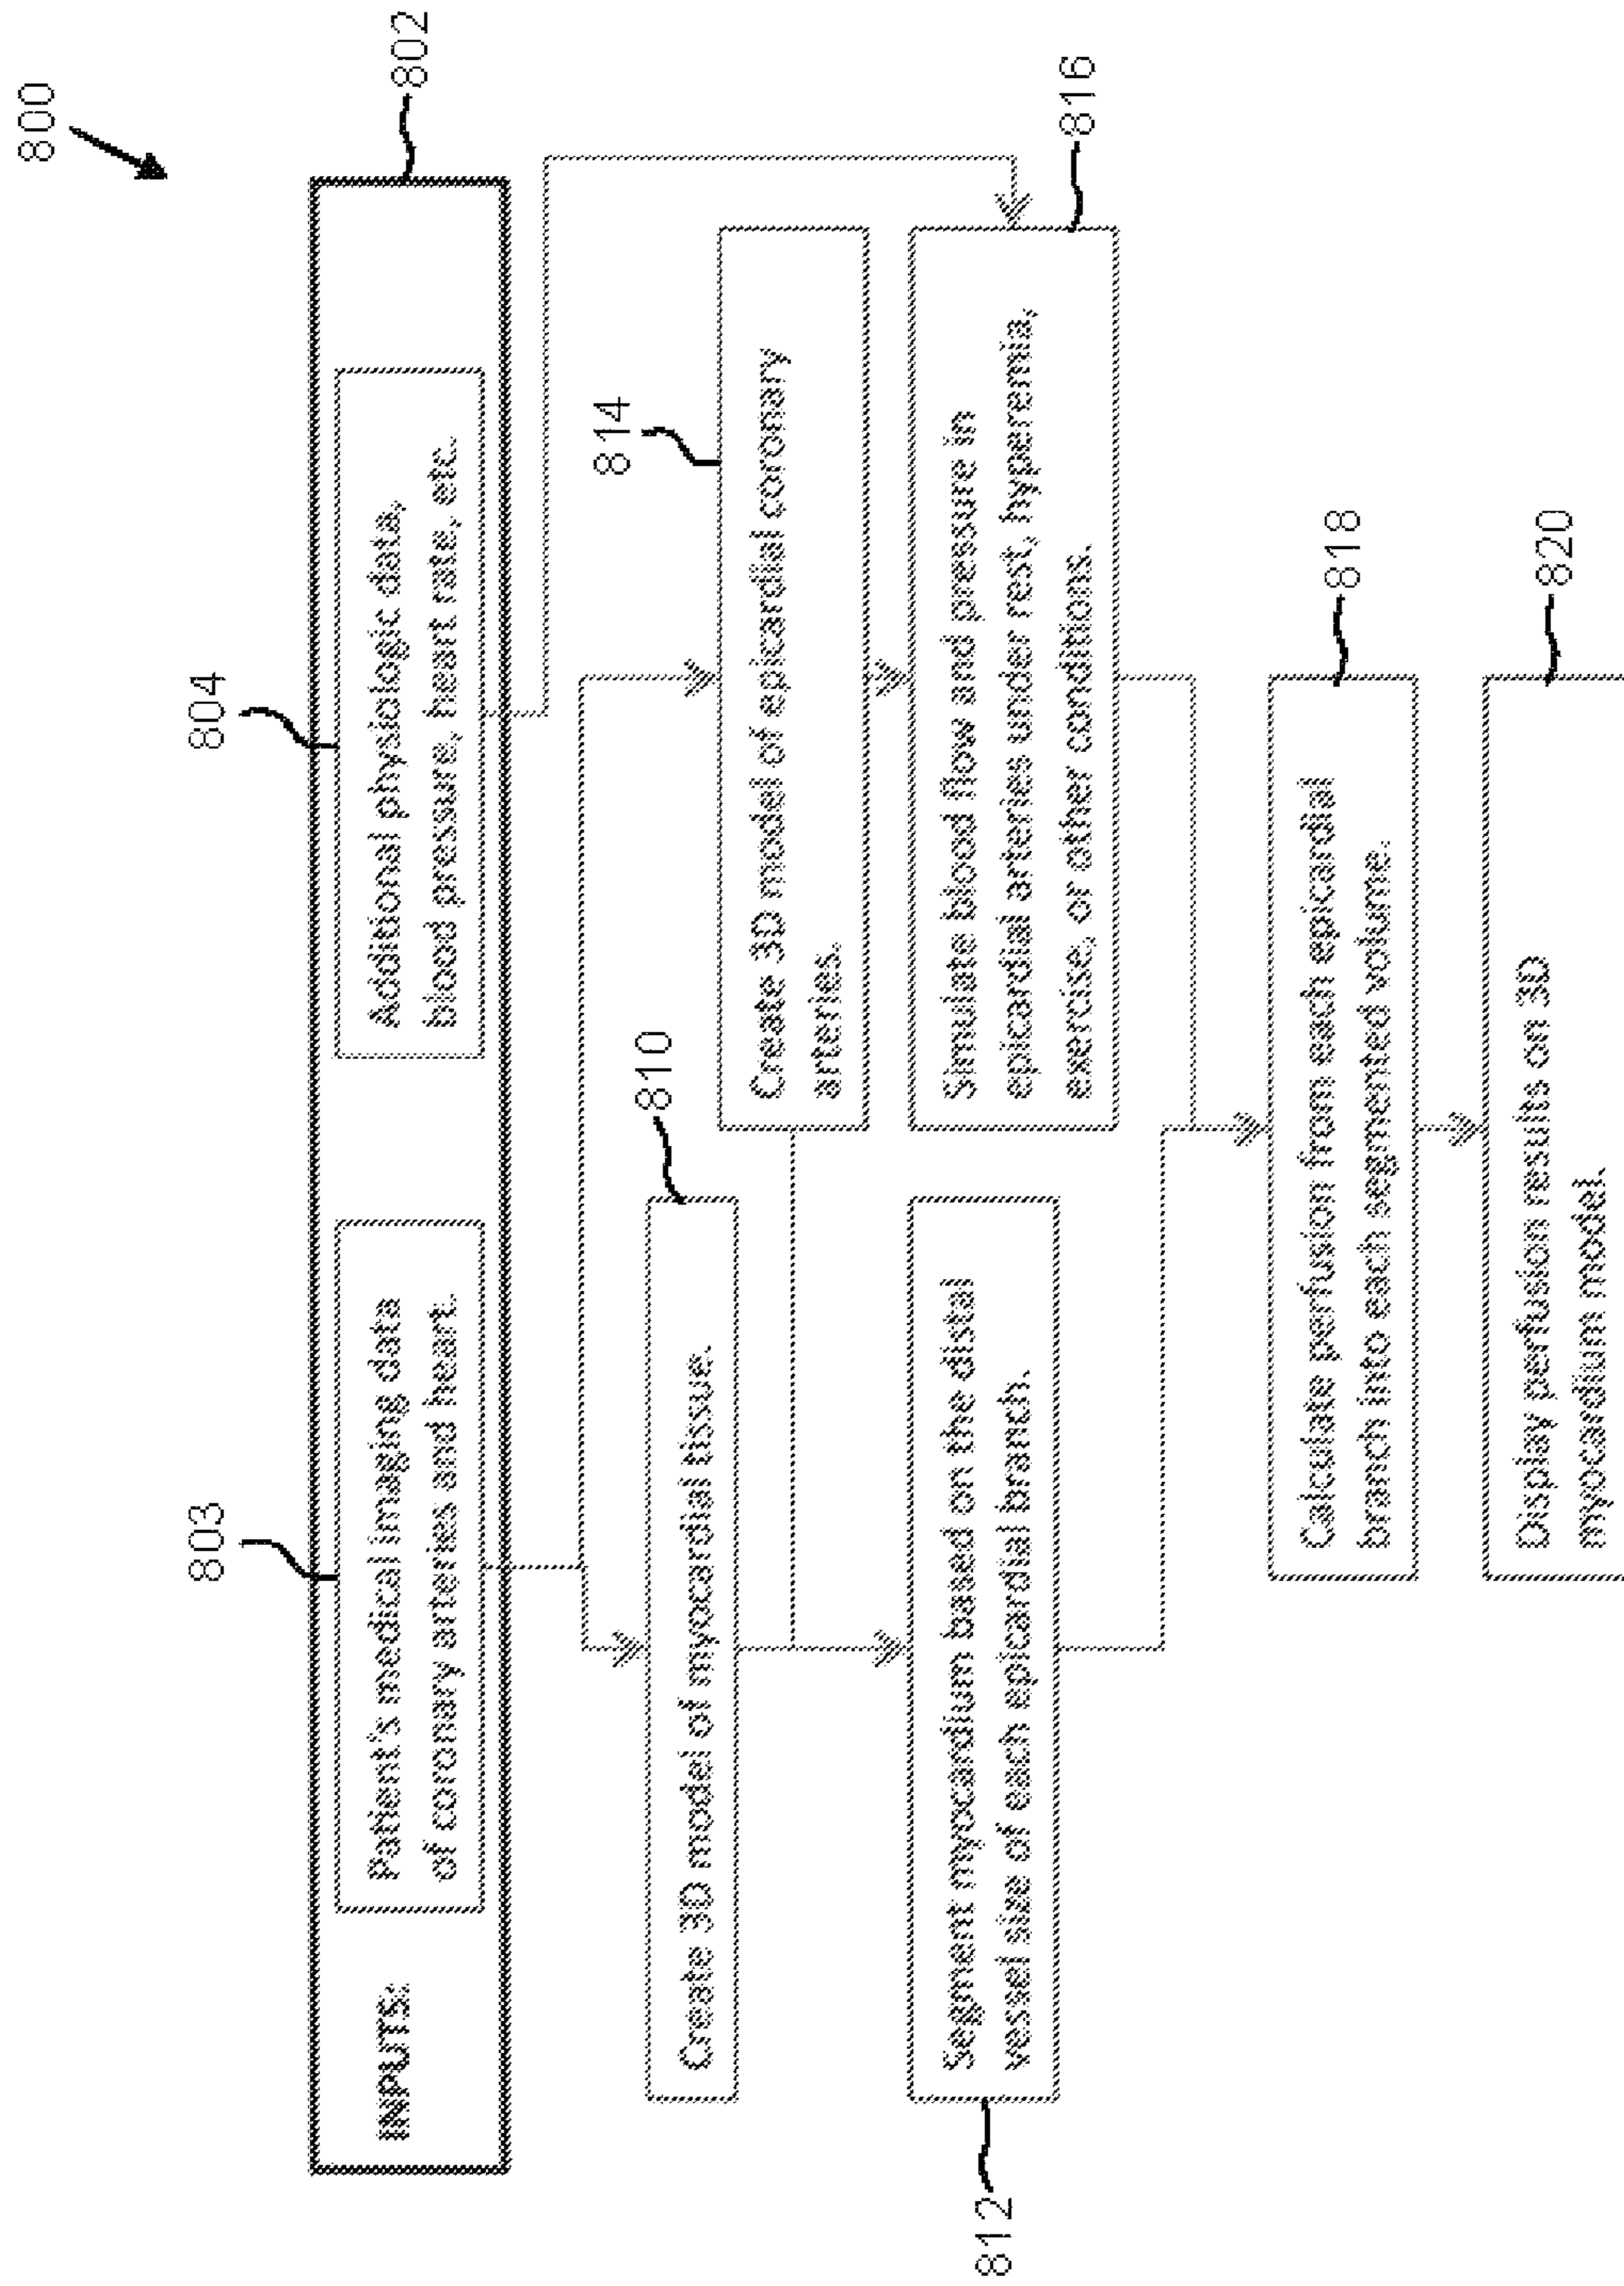 800
802
803
804
INPUTS:
Patient's medical imaging data
of coronary arteries and heart.
Additional physiologic data,
blood pressure, heart rate, etc.
810
Create 3D model of myocardial tissue.
814
Create 3D model of epicardial coronary
arteries.
812
Segment myocardium based on the distal
vessel size of each epicardial branch.
816
Simulate blood flow and pressure in
epicardial arteries under rest, hyperemia,
exercise, or other conditions.
818
Calculate perfusion from each epicardial
branch into each segmented volume.
820
Display perfusion results on 3D
myocardium model.